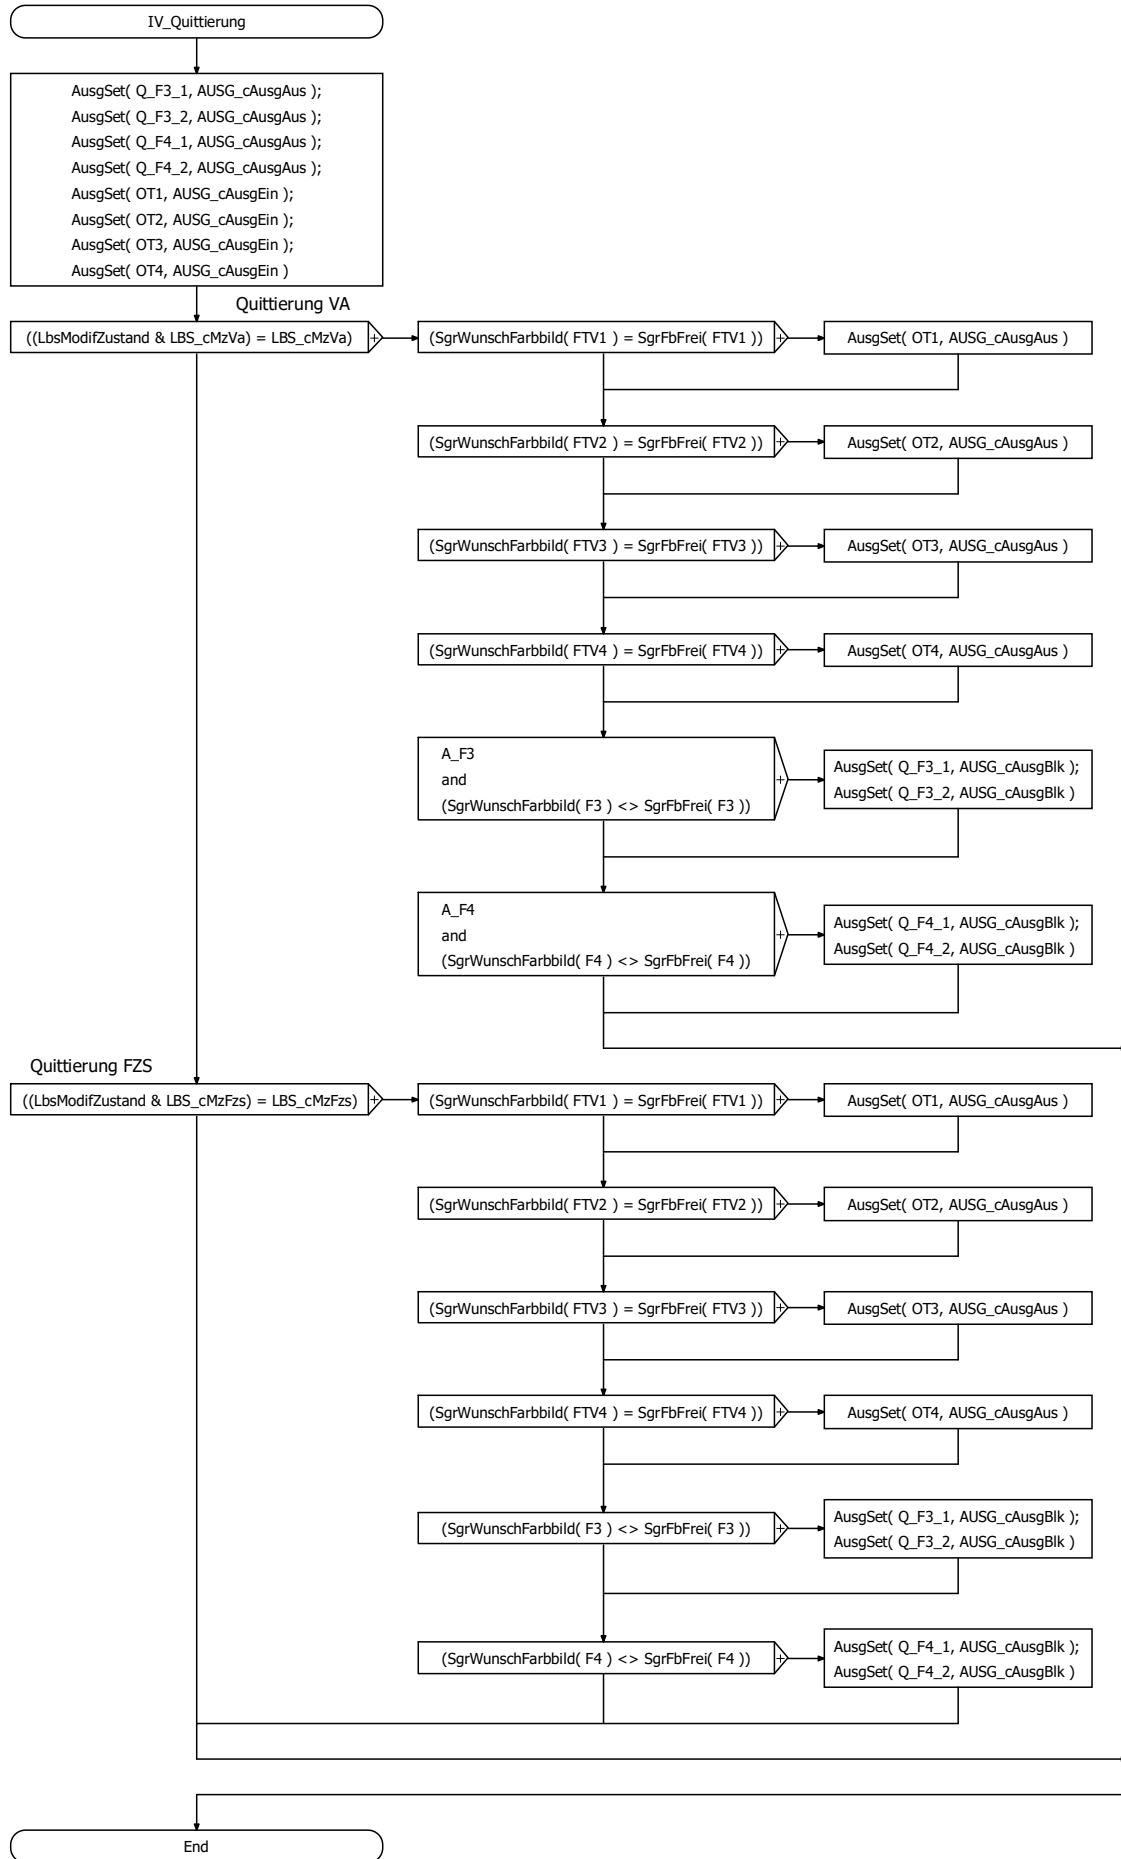 IV_Quittierung
AusgSet( Q_F3_1, AUSG_cAusgAus );
AusgSet( Q_F3_2, AUSG_cAusgAus );
AusgSet( Q_F4_1, AUSG_cAusgAus );
AusgSet( Q_F4_2, AUSG_cAusgAus );
AusgSet( OT1, AUSG_cAusgEin );
AusgSet( OT2, AUSG_cAusgEin );
AusgSet( OT3, AUSG_cAusgEin );
AusgSet( OT4, AUSG_cAusgEin )
Quittierung VA
((LbsModifZustand & LBS_cMzVa) = LBS_cMzVa)
+
(SgrWunschFarbbild( FTV1 ) = SgrFbFrei( FTV1 ))
+
AusgSet( OT1, AUSG_cAusgAus )
(SgrWunschFarbbild( FTV2 ) = SgrFbFrei( FTV2 ))
+
AusgSet( OT2, AUSG_cAusgAus )
(SgrWunschFarbbild( FTV3 ) = SgrFbFrei( FTV3 ))
+
AusgSet( OT3, AUSG_cAusgAus )
(SgrWunschFarbbild( FTV4 ) = SgrFbFrei( FTV4 ))
+
AusgSet( OT4, AUSG_cAusgAus )
A_F3
and
(SgrWunschFarbbild( F3 ) <> SgrFbFrei( F3 ))
+
AusgSet( Q_F3_1, AUSG_cAusgBlk );
AusgSet( Q_F3_2, AUSG_cAusgBlk )
A_F4
and
(SgrWunschFarbbild( F4 ) <> SgrFbFrei( F4 ))
+
AusgSet( Q_F4_1, AUSG_cAusgBlk );
AusgSet( Q_F4_2, AUSG_cAusgBlk )
Quittierung FZS
((LbsModifZustand & LBS_cMzFzs) = LBS_cMzFzs)
+
(SgrWunschFarbbild( FTV1 ) = SgrFbFrei( FTV1 ))
+
AusgSet( OT1, AUSG_cAusgAus )
(SgrWunschFarbbild( FTV2 ) = SgrFbFrei( FTV2 ))
+
AusgSet( OT2, AUSG_cAusgAus )
(SgrWunschFarbbild( FTV3 ) = SgrFbFrei( FTV3 ))
+
AusgSet( OT3, AUSG_cAusgAus )
(SgrWunschFarbbild( FTV4 ) = SgrFbFrei( FTV4 ))
+
AusgSet( OT4, AUSG_cAusgAus )
(SgrWunschFarbbild( F3 ) <> SgrFbFrei( F3 ))
+
AusgSet( Q_F3_1, AUSG_cAusgBlk );
AusgSet( Q_F3_2, AUSG_cAusgBlk )
(SgrWunschFarbbild( F4 ) <> SgrFbFrei( F4 ))
+
AusgSet( Q_F4_1, AUSG_cAusgBlk );
AusgSet( Q_F4_2, AUSG_cAusgBlk )
End